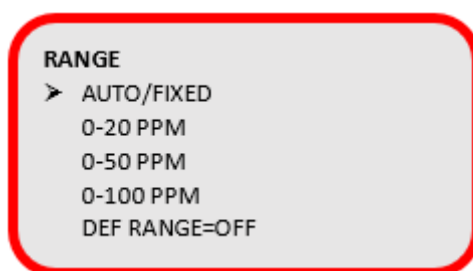 RANGE
➤ AUTO/FIXED
0-20 PPM
0-50 PPM
0-100 PPM
DEF RANGE=OFF